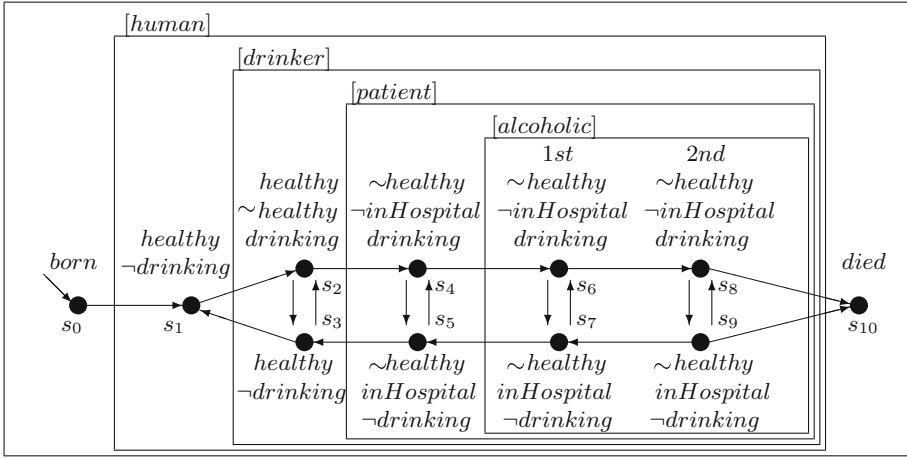 [human]
[drinker]
[patient]
[alcoholic]
1st 2nd
healthy ∼healthy ∼healthy ∼healthy
∼healthy ¬inHospital ¬inHospital ¬inHospital
healthy drinking drinking drinking drinking
born ¬drinking died
s2 s4 s6 s8
s0 s1 s3 s5 s7 s9 s10
healthy ∼healthy ∼healthy ∼healthy
¬drinking inHospital inHospital inHospital
¬drinking ¬drinking ¬drinking